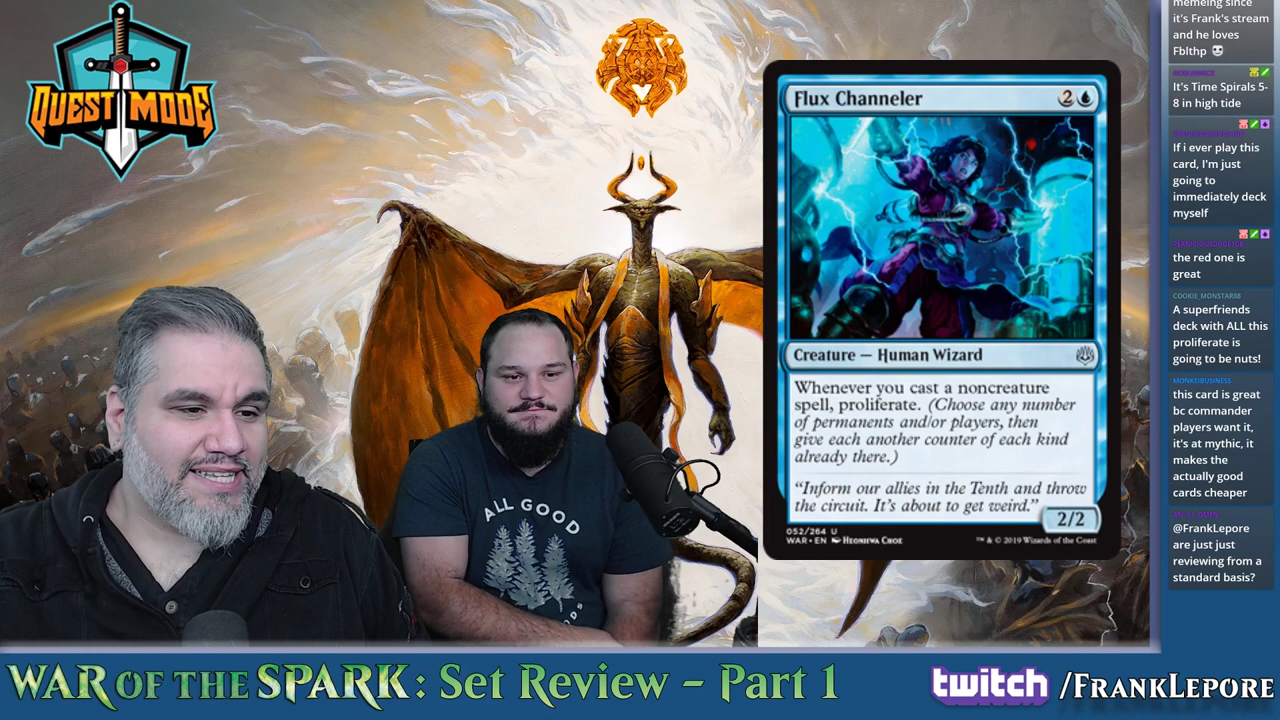 QUEST MODE
Flux Channeler
2
Creature — Human Wizard
Whenever you cast a noncreature
spell, proliferate. (Choose any number
of permanents and/or players, then
give each another counter of each kind
already there.)
“Inform our allies in the Tenth and throw
the circuit. It’s about to get weird.”
2/2
052/264 U
WAR • EN HEONHWA CHOE
™ & © 2019 Wizards of the Coast
ALL GOOD
memeing since
it's Frank's stream
and he loves
Fblthp
It's Time Spirals 5-
8 in high tide
If i ever play this
card, I'm just
going to
immediately deck
myself
the red one is
great
COOKIE_MONSTAR88
A superfriends
deck with ALL this
proliferate is
going to be nuts!
MONKEIBUSINESS
this card is great
bc commander
players want it,
it's at mythic, it
makes the
actually good
cards cheaper
@FrankLepore
are just just
reviewing from a
standard basis?
WAR OF THE SPARK: Set Review - Part 1
twitch /FRANKLEPORE